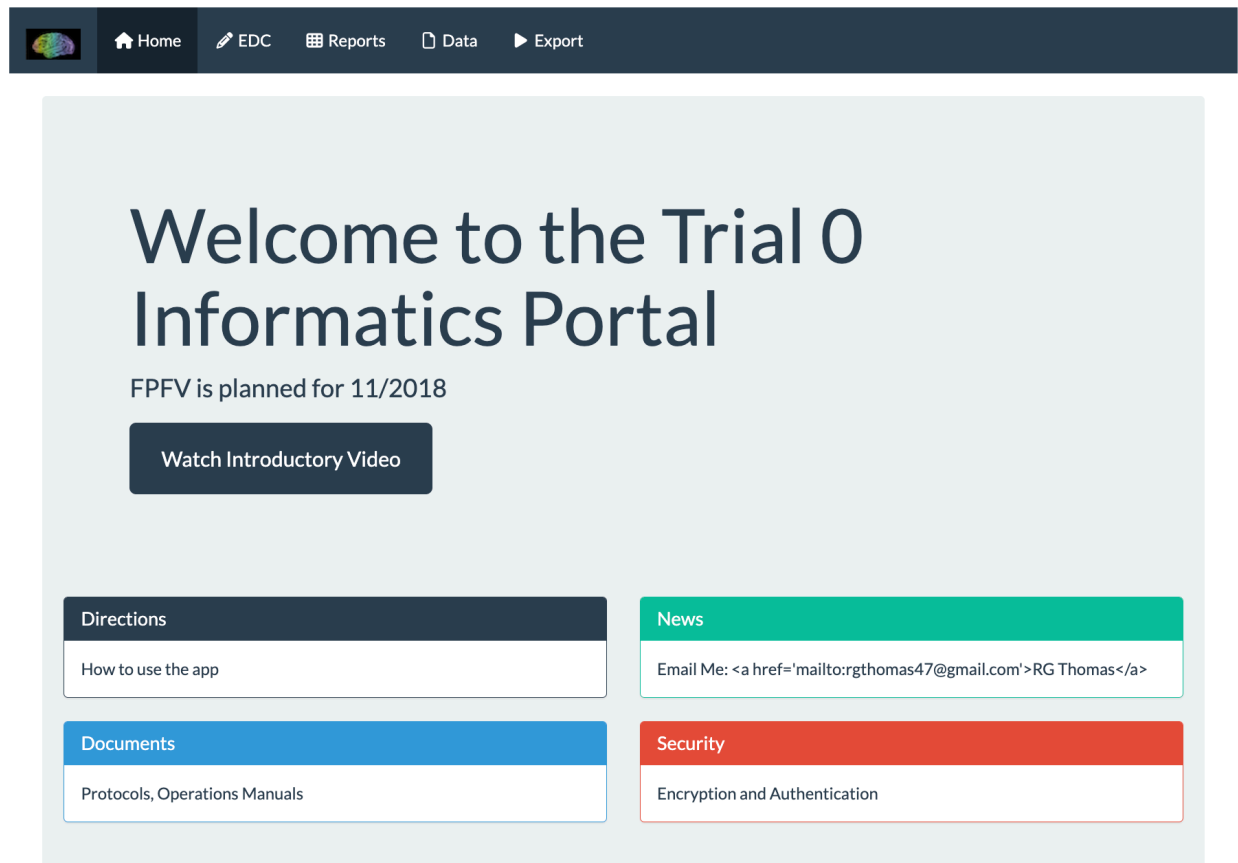 Home EDC Reports Data Export
Welcome to the Trial 0
Informatics Portal
FPFV is planned for 11/2018
Watch Introductory Video
Directions
How to use the app
News
Email Me: <a href='mailto:rgthomas47@gmail.com'>RG Thomas</a>
Documents
Protocols, Operations Manuals
Security
Encryption and Authentication